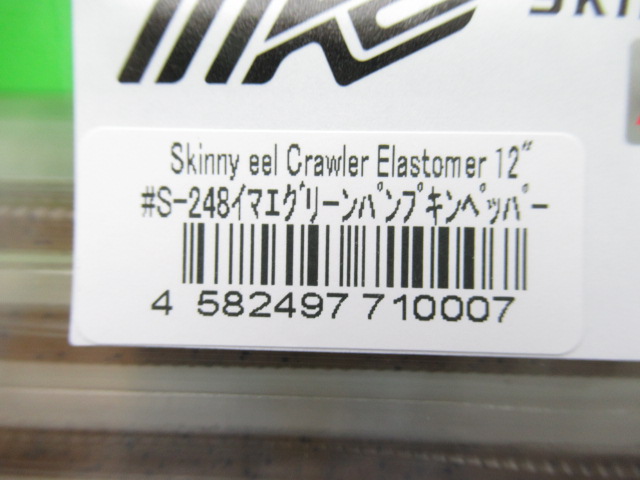 SKI
Skinny eel Crawler Elastomer 12"
#S-248ｲﾏｴｸﾞﾘｰﾝﾊﾟﾝﾌﾟｷﾝﾍﾟｯﾊﾟｰ
4 582497 710007